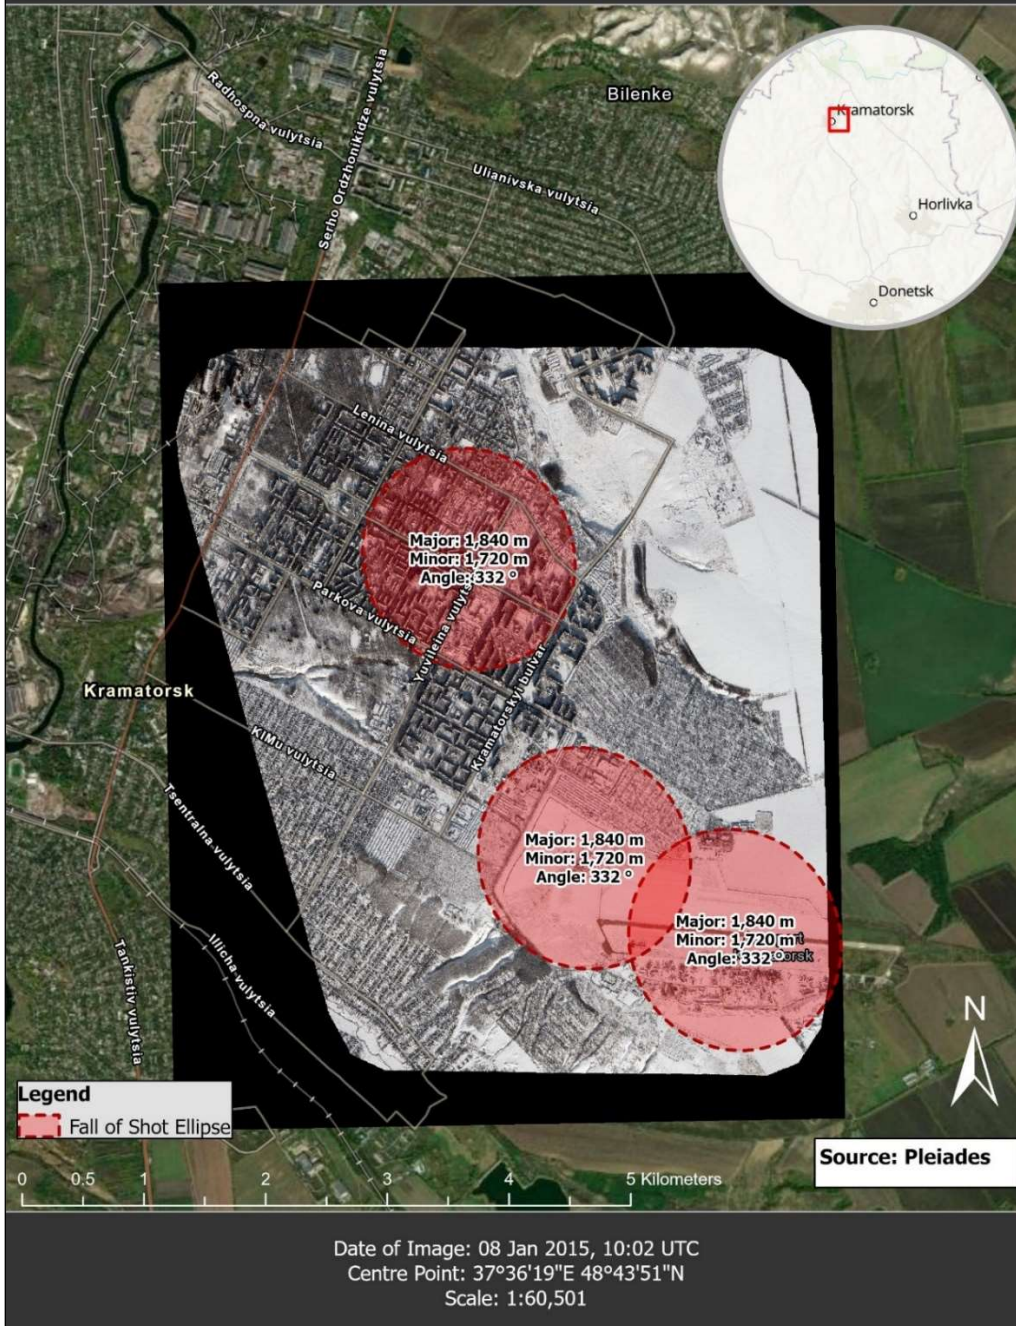 Radhospna vulytsia
Serho Ordzhonikidze vulytsia
Bilenke
Ulianivska vulytsia
Kramatorsk
Horlivka
Donetsk
Lenina vulytsia
Major: 1,840 m
Minor: 1,720 m
Angle: 332 °
Parkova vulytsia
Yuvileina vulytsia
Kramatorskyi bulvar
Kramatorsk
KIMu vulytsia
Tsentralna vulytsia
Major: 1,840 m
Minor: 1,720 m
Angle: 332 °
Major: 1,840 m
Minor: 1,720 m
Angle: 332 °
Illicha vulytsia
Tankistiv vulytsia
N
Legend
Fall of Shot Ellipse
Source: Pleiades
0 0.5 1 2 3 4 5 Kilometers
Date of Image: 08 Jan 2015, 10:02 UTC
Centre Point: 37°36'19"E 48°43'51"N
Scale: 1:60,501